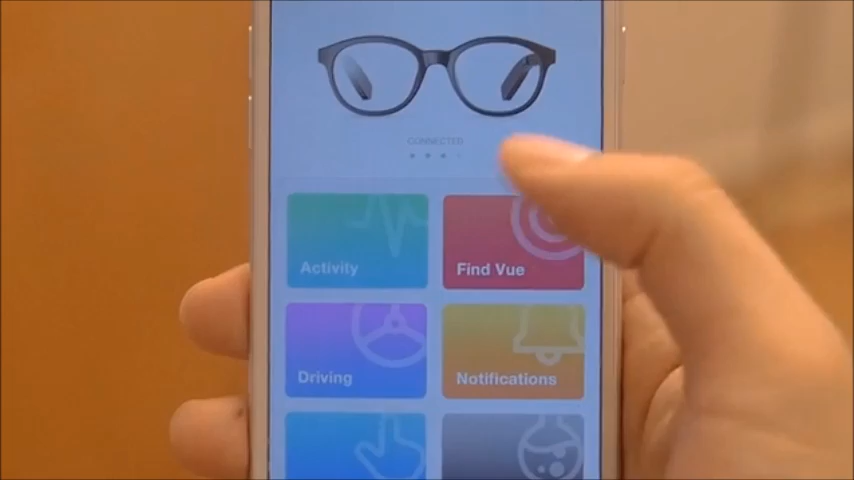 CONNECTED
Activity
Find Vue
Driving
Notifications